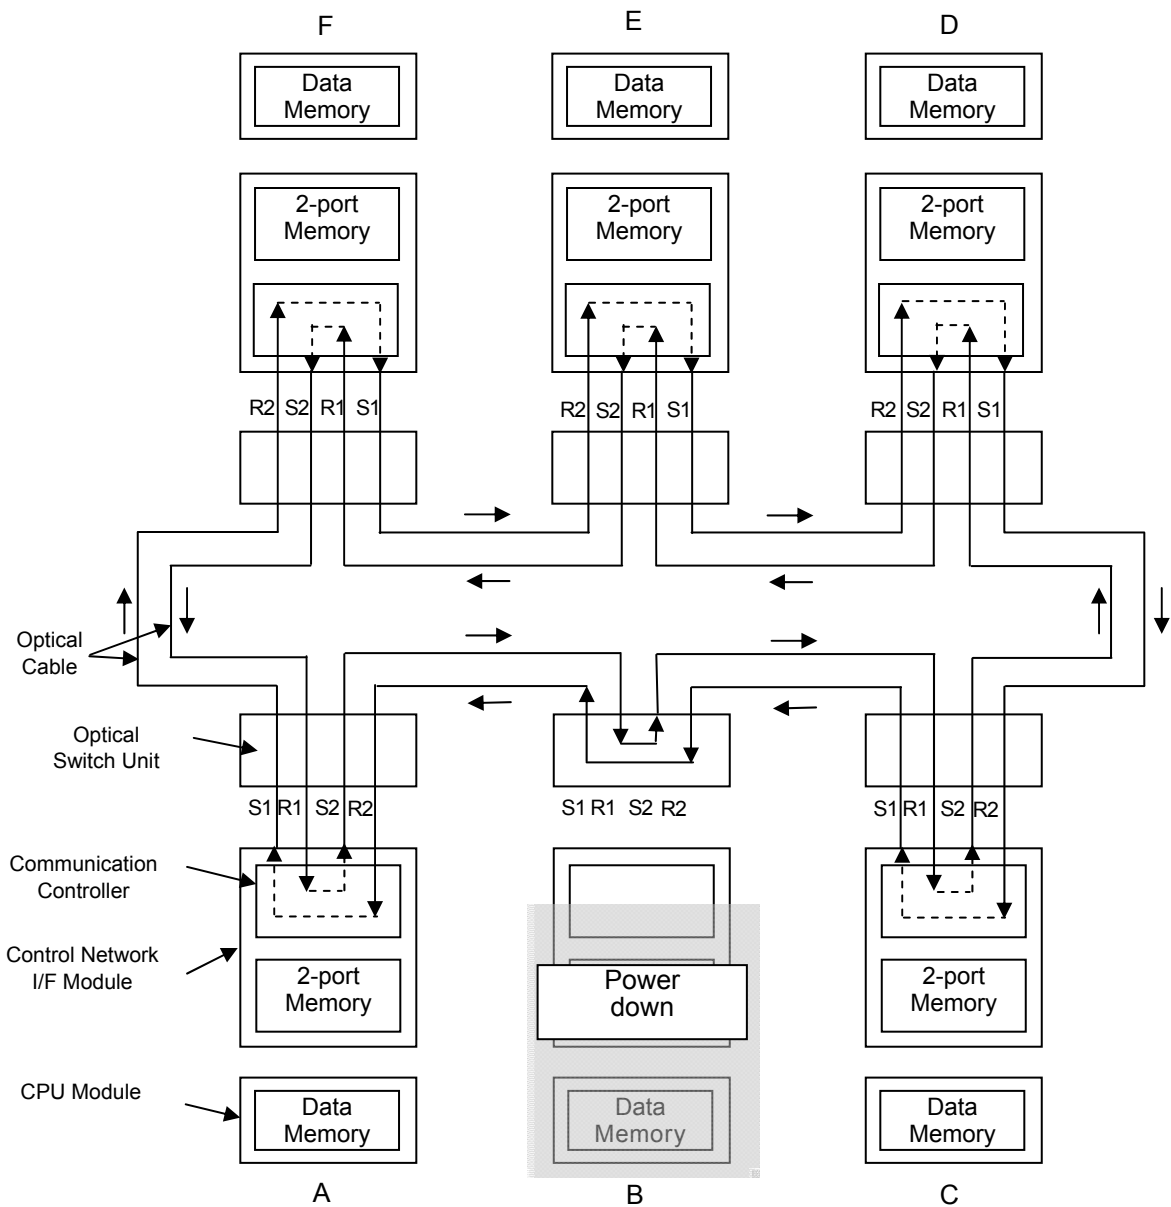 F E D
Data
Memory
Data
Memory
Data
Memory
2-port
Memory
2-port
Memory
2-port
Memory
R2 S2 R1 S1
R2 S2 R1 S1
R2 S2 R1 S1
Optical
Cable
Optical
Switch Unit
S1 R1 S2 R2
S1 R1 S2 R2
S1 R1 S2 R2
Communication
Controller
Control Network
I/F Module
2-port
Memory
Power
down
2-port
Memory
CPU Module
Data
Memory
Data
Memory
Data
Memory
A B C